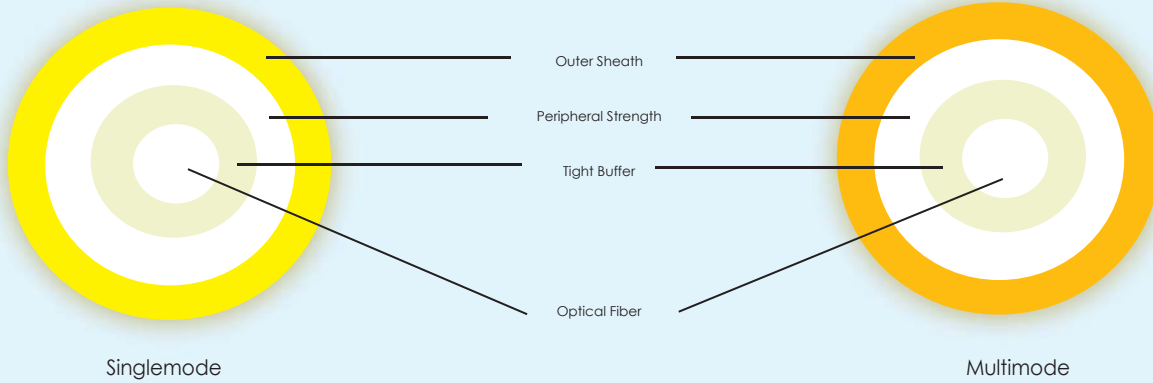 Outer Sheath
Peripheral Strength
Tight Buffer
Optical Fiber
Singlemode
Multimode